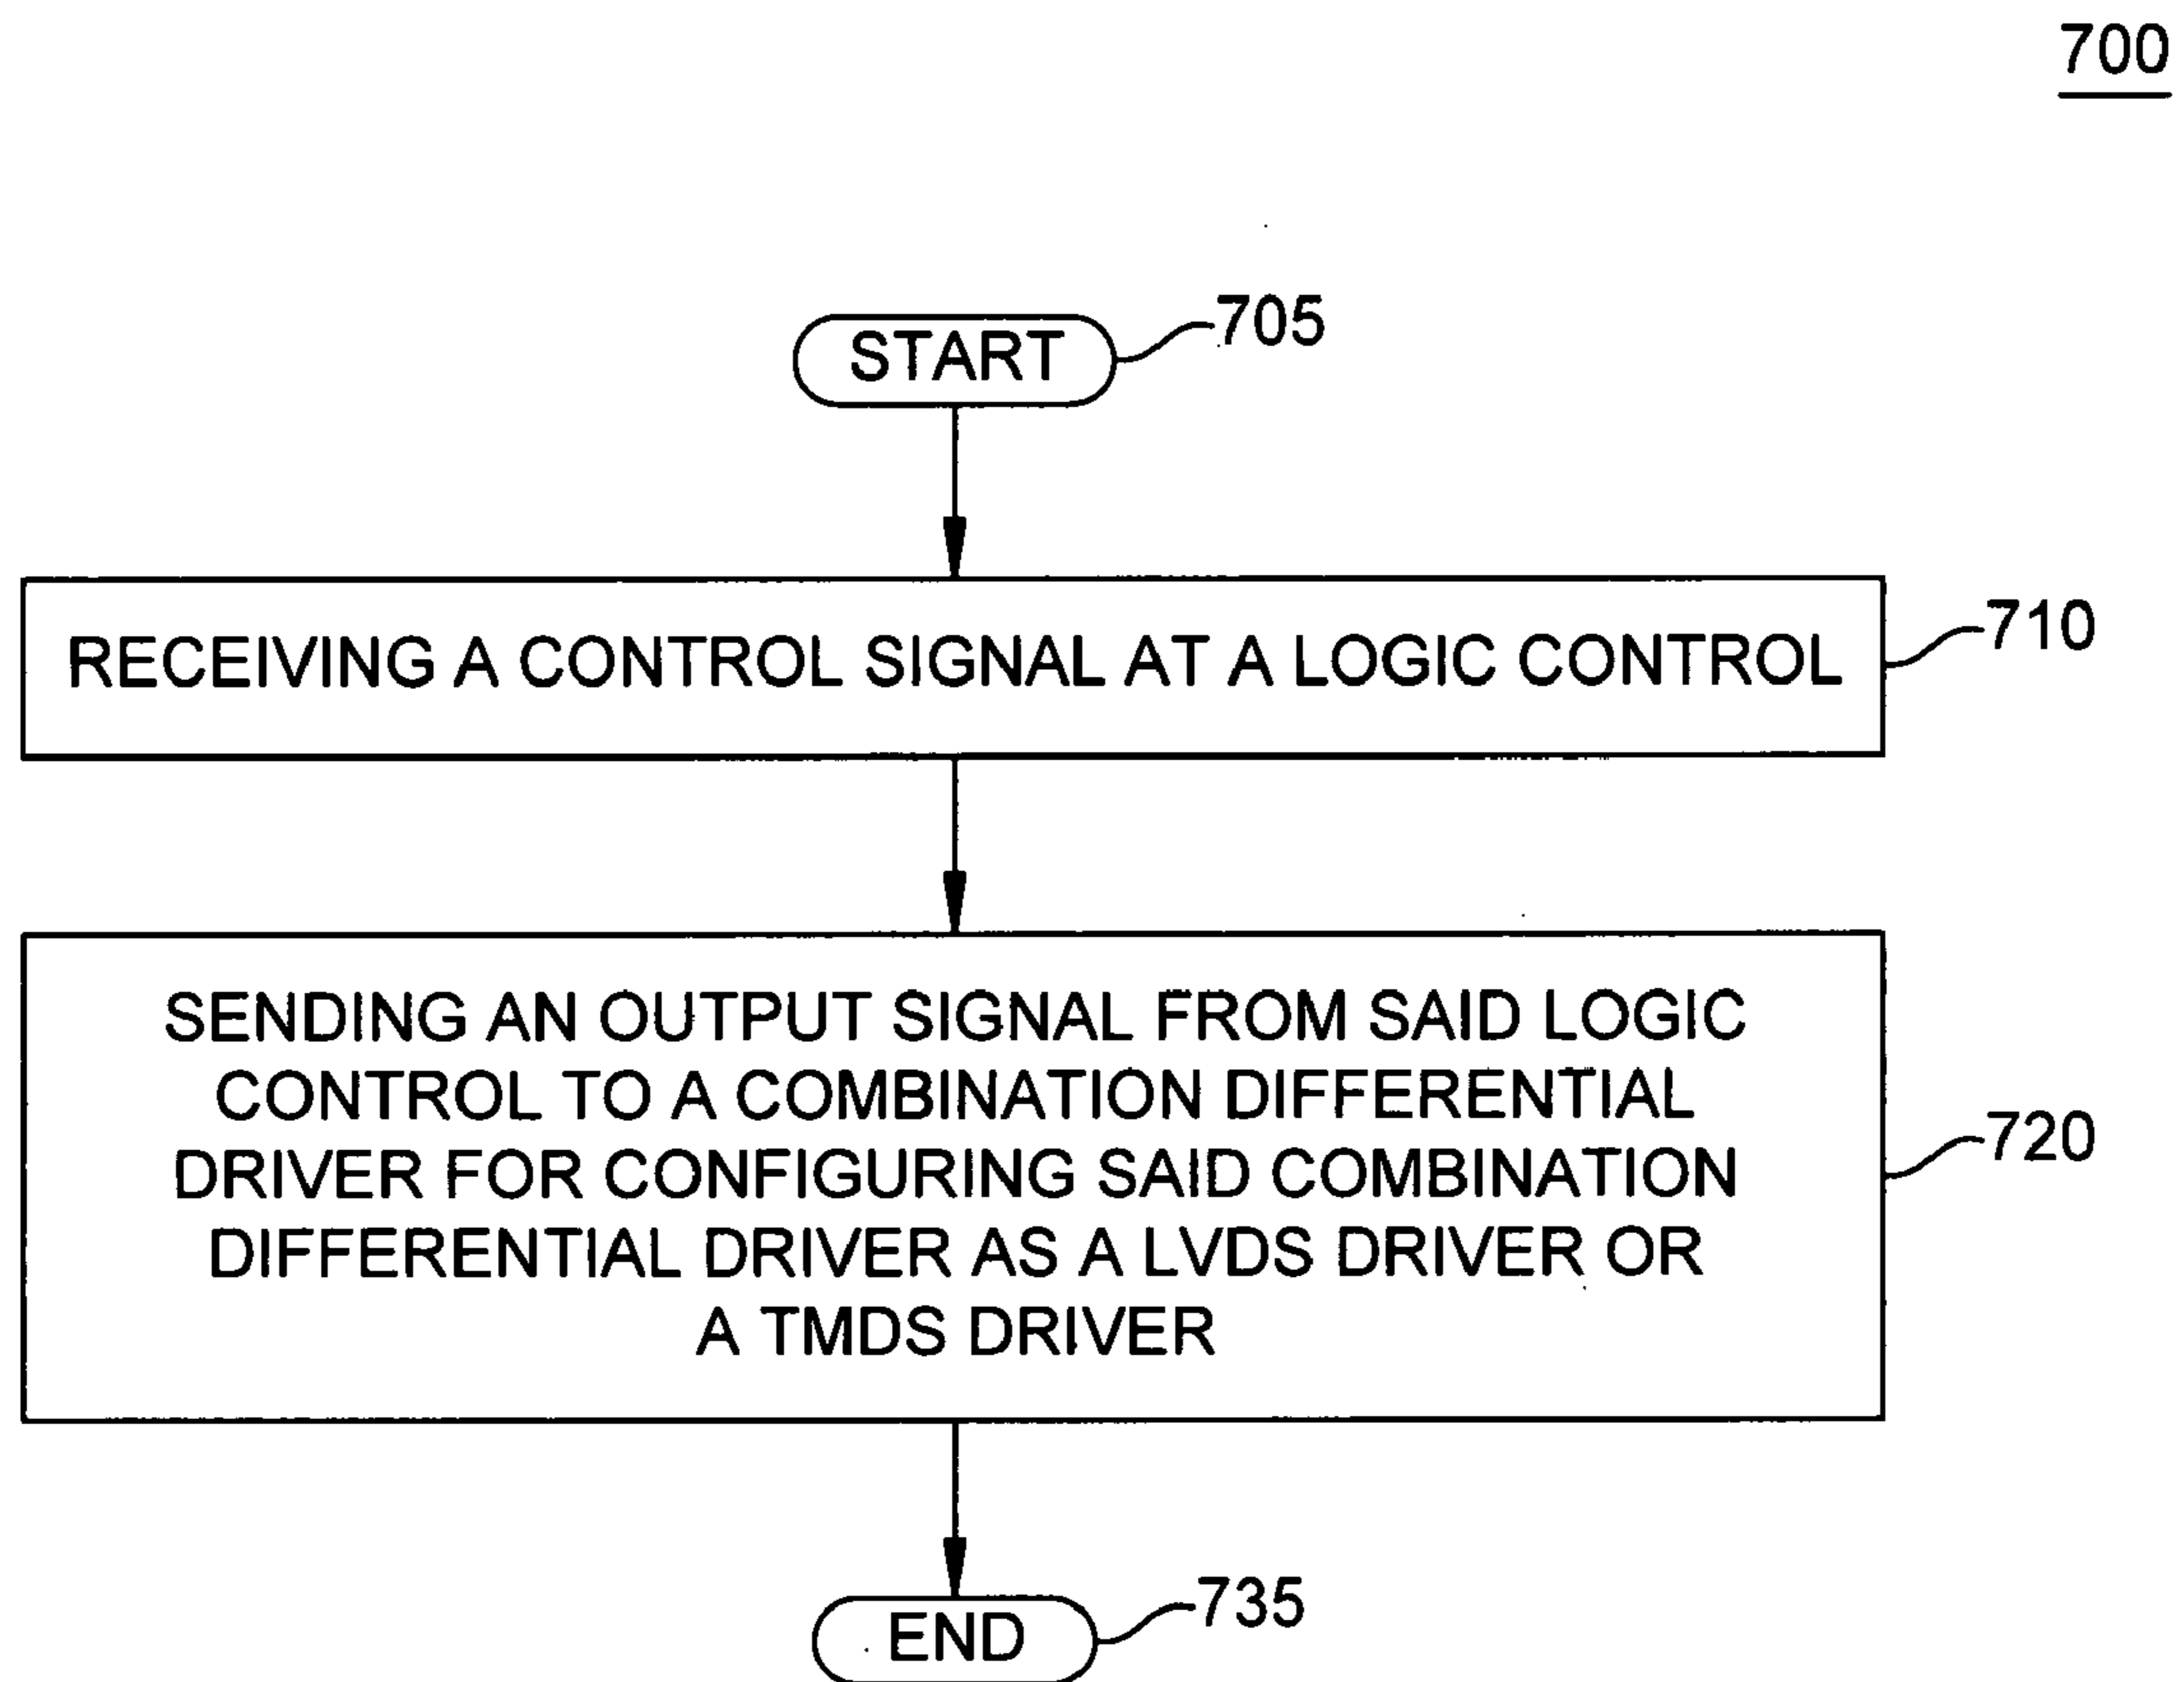 700
START
705
RECEIVING A CONTROL SIGNAL AT A LOGIC CONTROL
710
SENDING AN OUTPUT SIGNAL FROM SAID LOGIC
CONTROL TO A COMBINATION DIFFERENTIAL
DRIVER FOR CONFIGURING SAID COMBINATION
DIFFERENTIAL DRIVER AS A LVDS DRIVER OR
A TMDS DRIVER
720
END
735